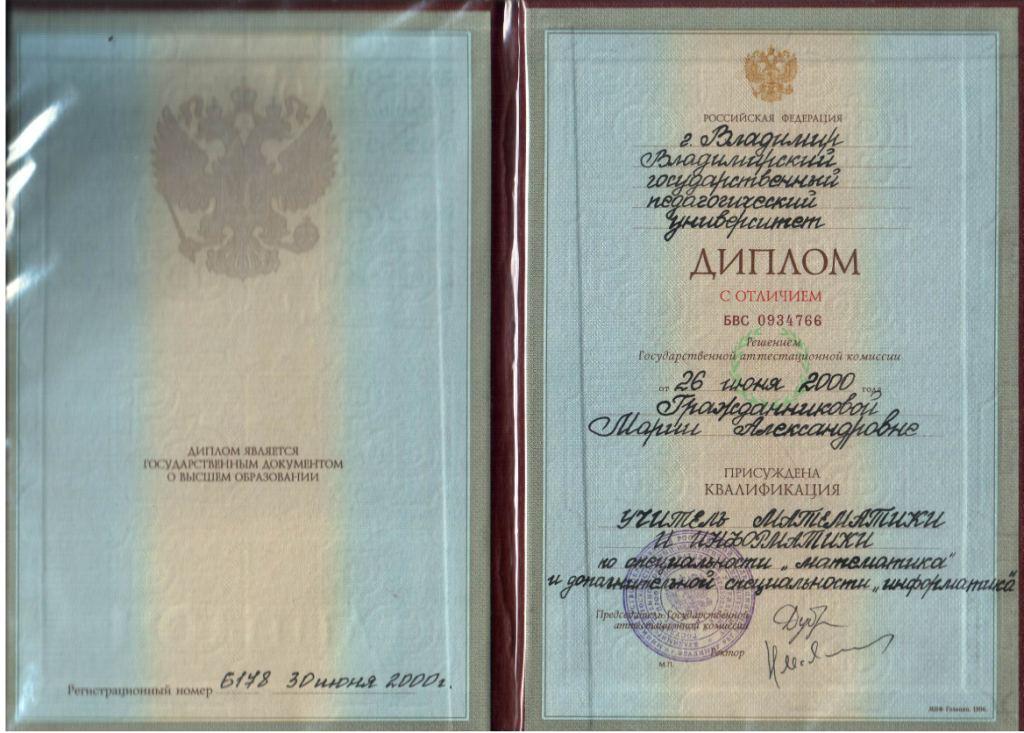 ДИПЛОМ ЯВЛЯЕТСЯ
ГОСУДАРСТВЕННЫМ ДОКУМЕНТОМ
О ВЫСШЕМ ОБРАЗОВАНИИ
Регистрационный номер 6178 30 июня 2000 г.
РОССИЙСКАЯ ФЕДЕРАЦИЯ
г. Владимир
Владимирский
государственный
педагогический
университет
ДИПЛОМ
С ОТЛИЧИЕМ
БВС 0934766
Решением
Государственной аттестационной комиссии
от 26 июня 2000 года
Гражданниковой
Марии Александровне
ПРИСУЖДЕНА
КВАЛИФИКАЦИЯ
УЧИТЕЛЬ МАТЕМАТИКИ
И ИНФОРМАТИКИ
по специальности „математика"
и дополнительной специальности „информатика"
Председатель Государственной
аттестационной комиссии
Ректор
М.П.